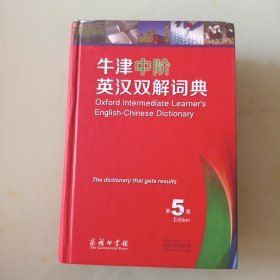 牛津中阶
英汉双解词典
Oxford Intermediate Learner's
English-Chinese Dictionary
The dictionary that gets results
第5版
Edition
商务印书馆
The Commercial Press
OXFORD